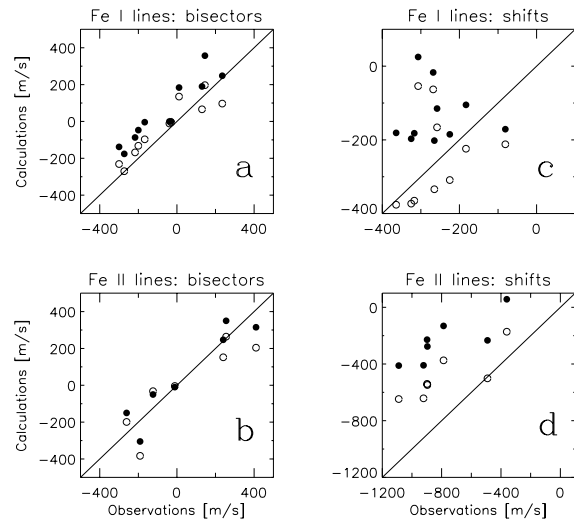 Fe I lines: bisectors
Fe I lines: shifts
Calculations [m/s]
400
200
0
−200
−400
a
−400 0 400
0
−200
−400
c
−400 −200 0
Fe II lines: bisectors
Fe II lines: shifts
Calculations [m/s]
400
200
0
−200
−400
b
−400 0 400
Observations [m/s]
0
−400
−800
−1200
d
−1200 −800 −400 0
Observations [m/s]